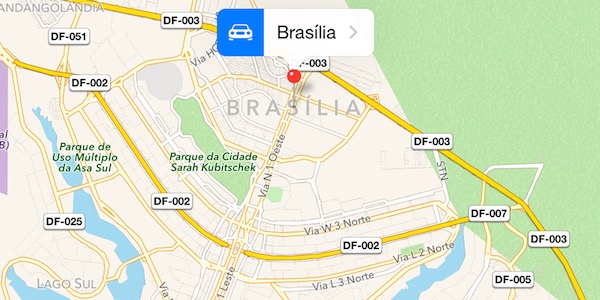 ANDANGOLANDIA
DF-003
DF-051
Brasília
Via HC
F-003
DF-002
BRASÍLIA
DF-003
Parque de
Uso Múltiplo
da Asa Sul
Parque da Cidade
Sarah Kubitschek
Via N 1 Oeste
STN
B)
DF-002
DF-007
DF-025
Via W 3 Norte
DF-003
DF-002
Via L 2 Norte
Via L 3 Norte
DF-005
LAGO SUL